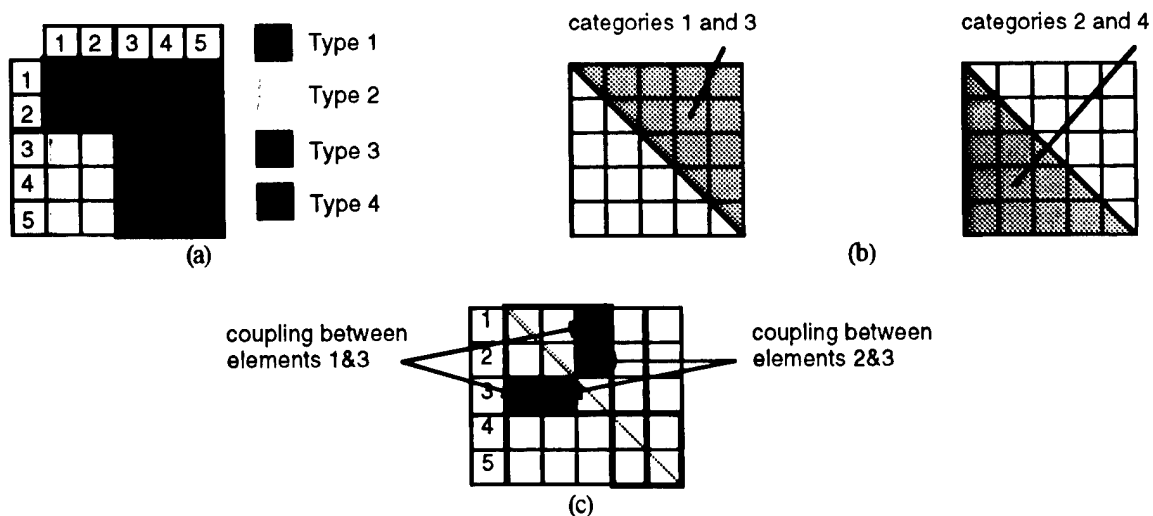 1 2 3 4 5
1
2
3
4
5
Type 1
Type 2
Type 3
Type 4
(a)
categories 1 and 3
categories 2 and 4
(b)
coupling between
elements 1&3
1
2
3
4
5
coupling between
elements 2&3
(c)